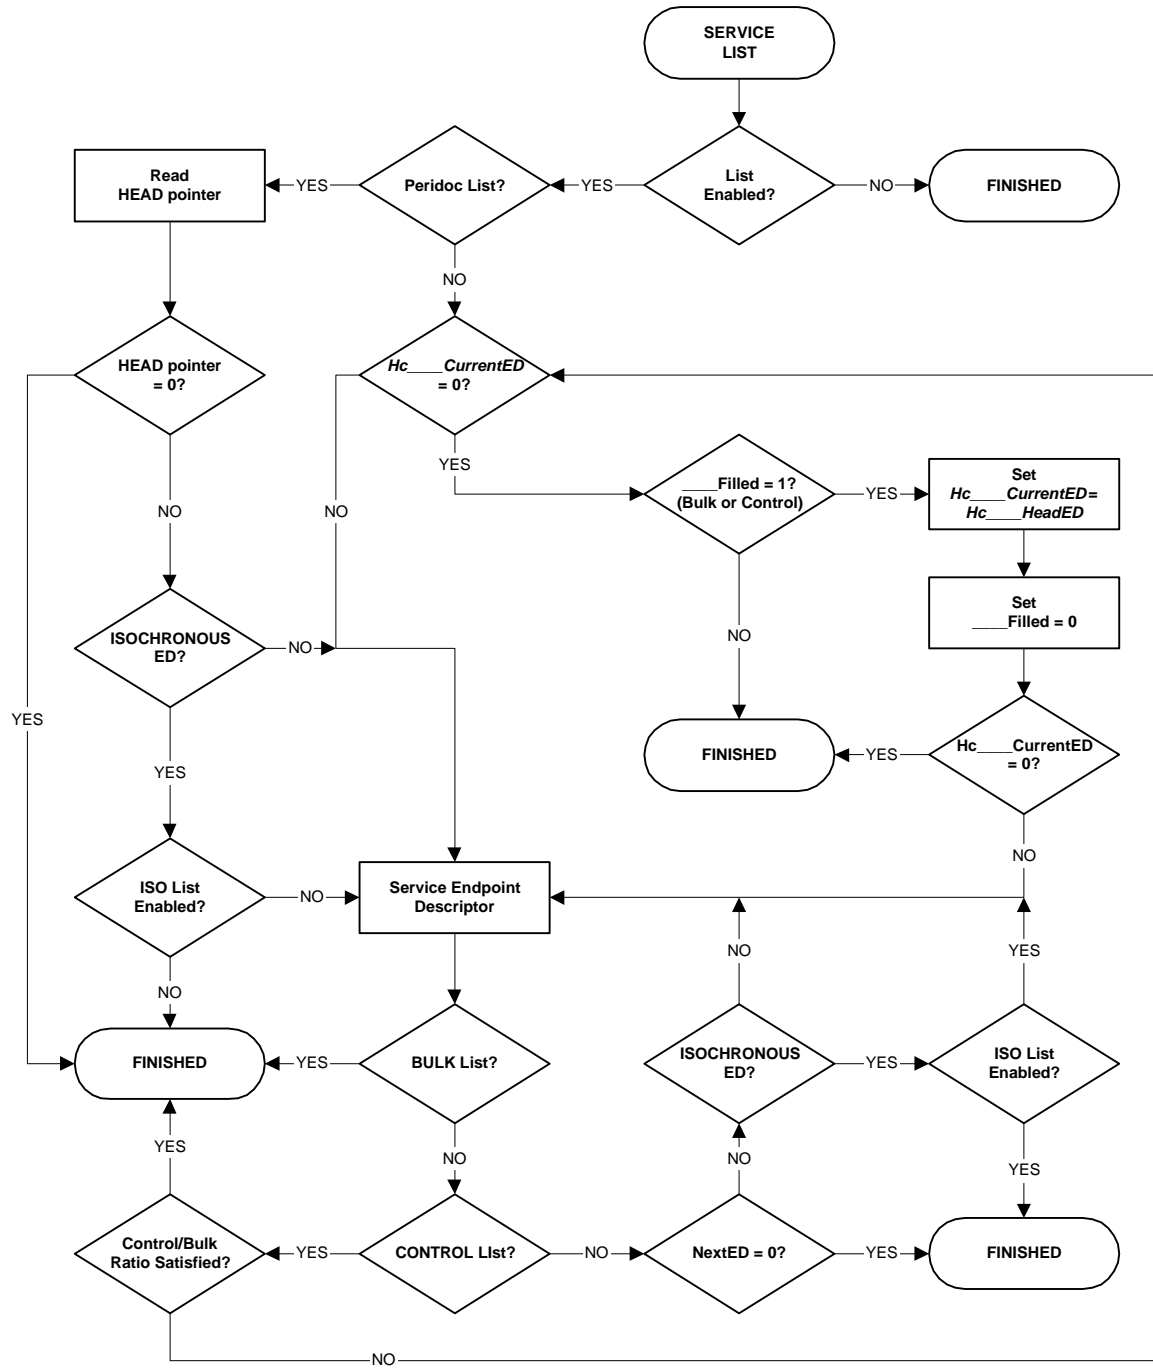 SERVICE
LIST
Read
HEAD pointer
YES
Peridoc List?
YES
List
Enabled?
NO
FINISHED
NO
HEAD pointer
= 0?
Hc____CurrentED
= 0?
YES
____Filled = 1?
(Bulk or Control)
YES
Set
Hc____CurrentED=
Hc____HeadED
NO
NO
Set
____Filled = 0
ISOCHRONOUS
ED?
NO
NO
YES
FINISHED
YES
Hc____CurrentED
= 0?
YES
NO
ISO List
Enabled?
NO
Service Endpoint
Descriptor
NO
YES
NO
FINISHED
YES
BULK List?
ISOCHRONOUS
ED?
YES
ISO List
Enabled?
YES
NO
NO
YES
Control/Bulk
Ratio Satisfied?
YES
CONTROL LIst?
NO
NextED = 0?
YES
FINISHED
NO